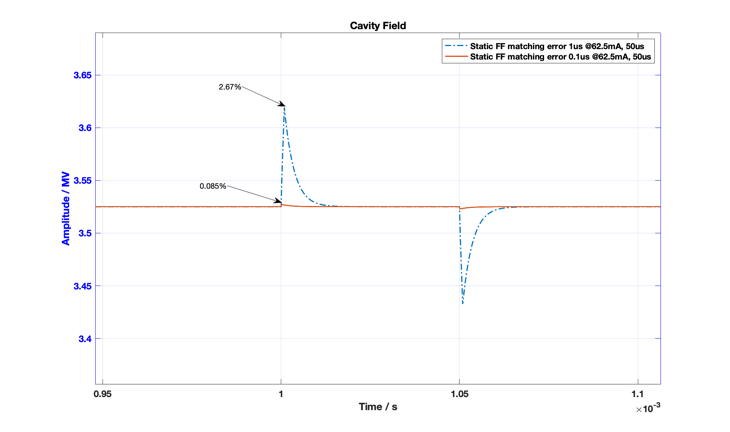 Cavity Field
Static FF matching error 1us @62.5mA, 50us
Static FF matching error 0.1us @62.5mA, 50us
2.67%
0.085%
Amplitude / MV
3.65
3.6
3.55
3.5
3.45
3.4
0.95
1
1.05
1.1
Time / s
×10-3